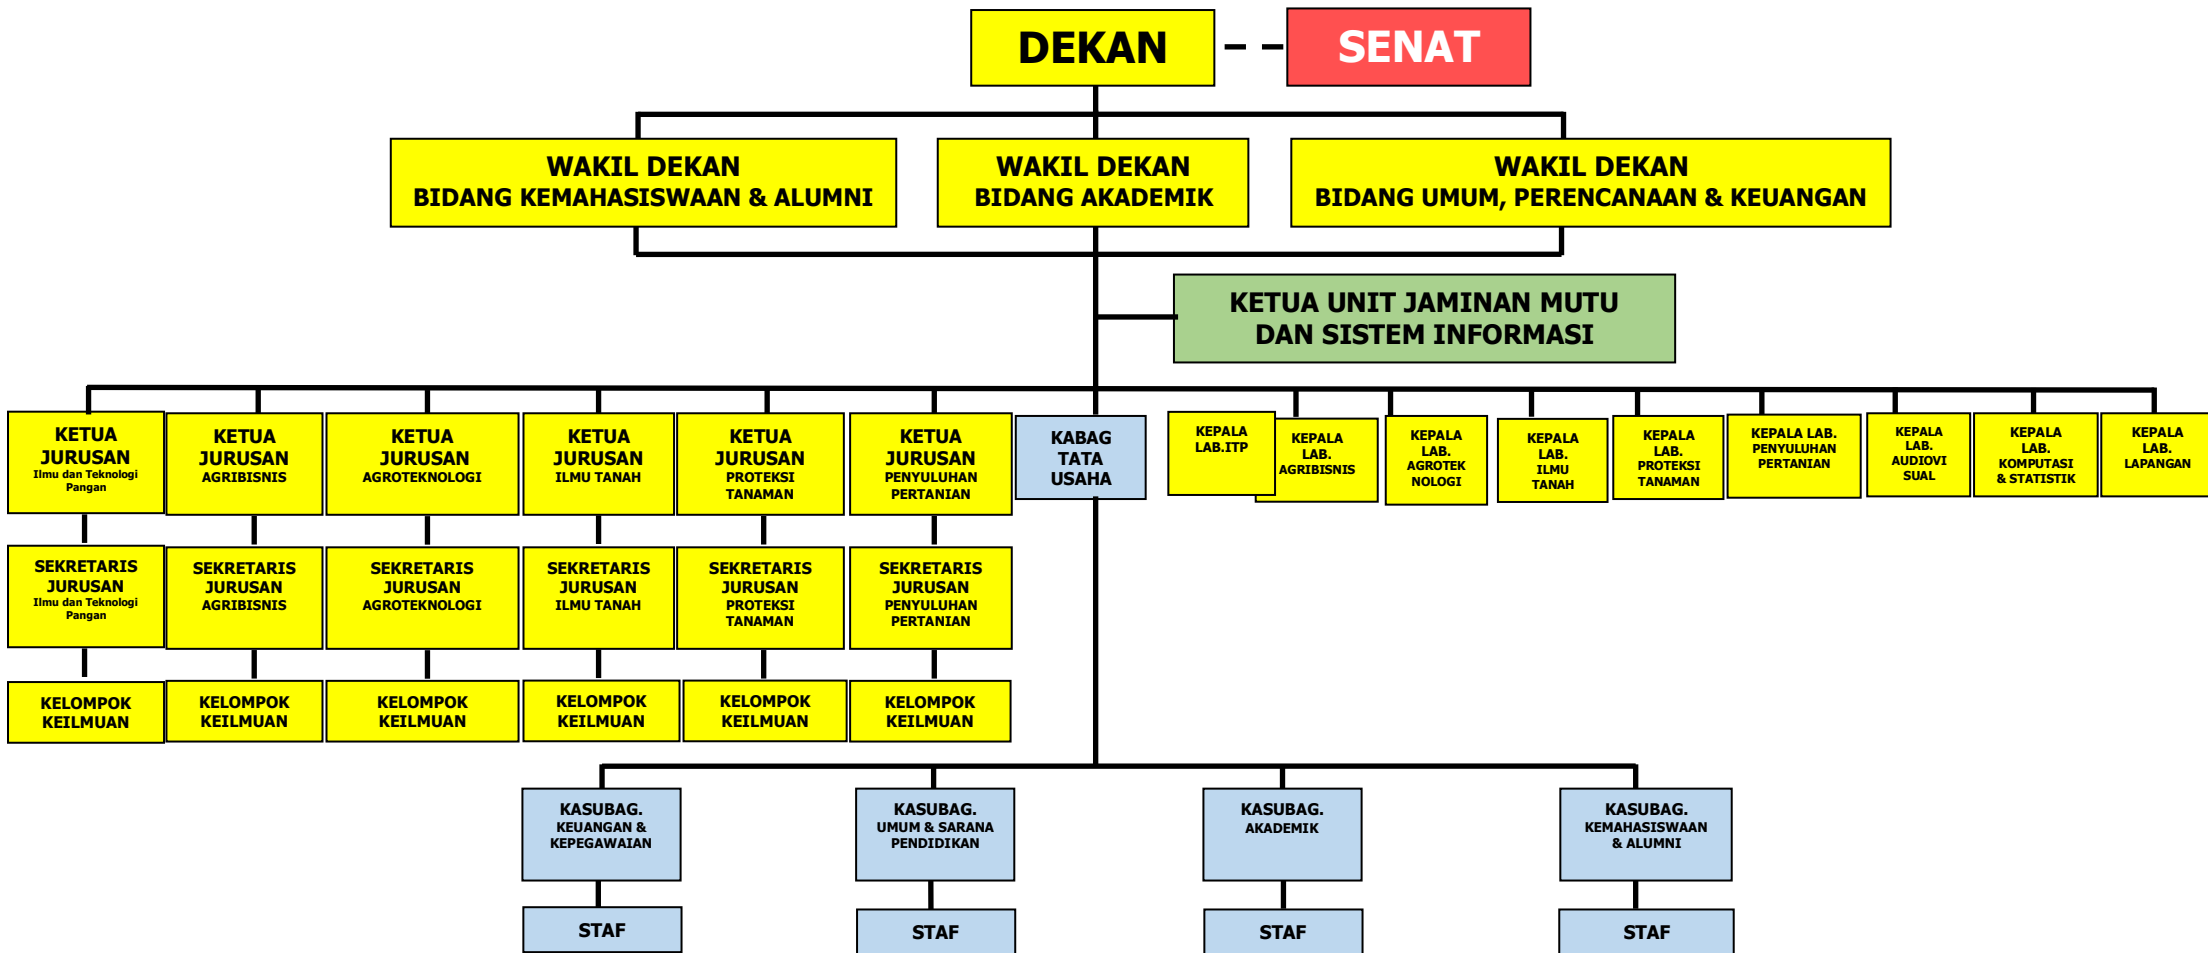 DEKAN
SENAT
WAKIL DEKAN
BIDANG KEMAHASISWAAN & ALUMNI
WAKIL DEKAN
BIDANG AKADEMIK
WAKIL DEKAN
BIDANG UMUM, PERENCANAAN & KEUANGAN
KETUA UNIT JAMINAN MUTU
DAN SISTEM INFORMASI
KETUA
JURUSAN
Ilmu dan Teknologi
Pangan
KETUA
JURUSAN
AGRIBISNIS
KETUA
JURUSAN
AGROTEKNOLOGI
KETUA
JURUSAN
ILMU TANAH
KETUA
JURUSAN
PROTEKSI
TANAMAN
KETUA
JURUSAN
PENYULUHAN
PERTANIAN
KABAG
TATA
USAHA
KEPALA
LAB.ITP
KEPALA
LAB.
AGRIBISNIS
KEPALA
LAB.
AGROTEK
NOLOGI
KEPALA
LAB.
ILMU
TANAH
KEPALA
LAB.
PROTEKSI
TANAMAN
KEPALA LAB.
PENYULUHAN
PERTANIAN
KEPALA
LAB.
AUDIOVI
SUAL
KEPALA
LAB.
KOMPUTASI
& STATISTIK
KEPALA
LAB.
LAPANGAN
SEKRETARIS
JURUSAN
Ilmu dan Teknologi
Pangan
SEKRETARIS
JURUSAN
AGRIBISNIS
SEKRETARIS
JURUSAN
AGROTEKNOLOGI
SEKRETARIS
JURUSAN
ILMU TANAH
SEKRETARIS
JURUSAN
PROTEKSI
TANAMAN
SEKRETARIS
JURUSAN
PENYULUHAN
PERTANIAN
KELOMPOK
KEILMUAN
KELOMPOK
KEILMUAN
KELOMPOK
KEILMUAN
KELOMPOK
KEILMUAN
KELOMPOK
KEILMUAN
KELOMPOK
KEILMUAN
KASUBAG.
KEUANGAN &
KEPEGAWAIAN
KASUBAG.
UMUM & SARANA
PENDIDIKAN
KASUBAG.
AKADEMIK
KASUBAG.
KEMAHASISWAAN
& ALUMNI
STAF
STAF
STAF
STAF